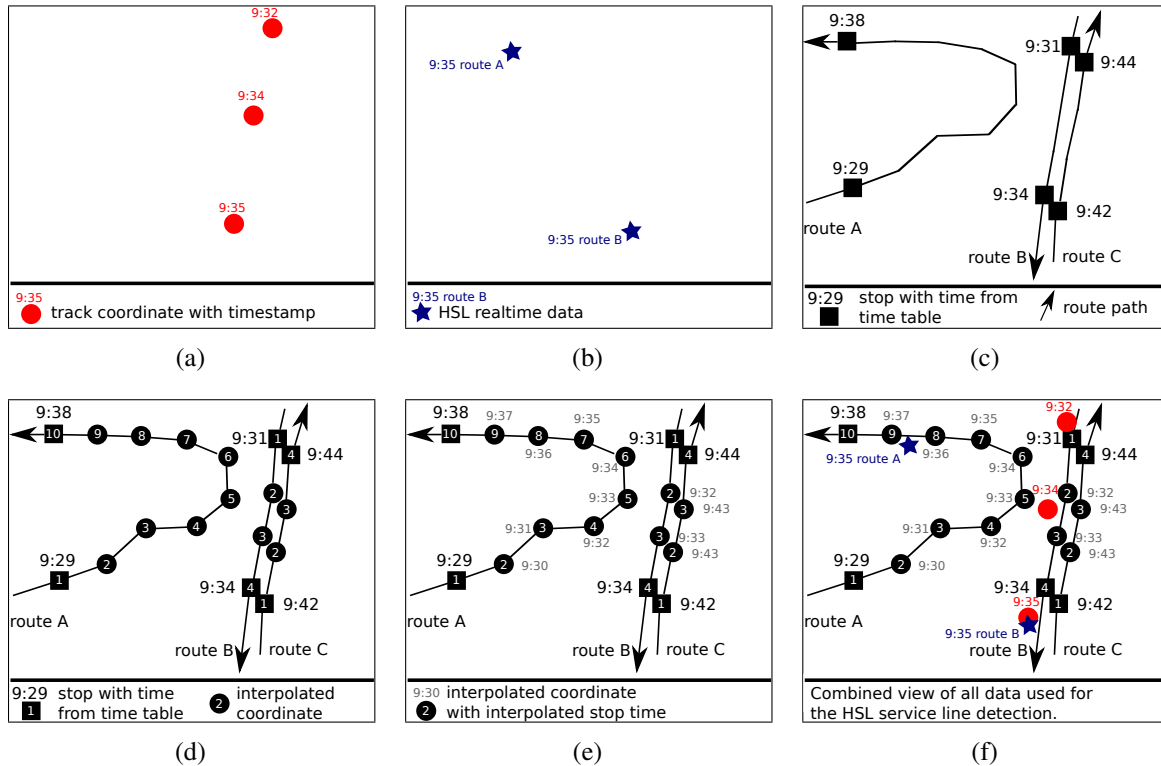 9:32
9:34
9:35
9:35
track coordinate with timestamp
(a)
9:35 route A
9:35 route B
9:35 route B
HSL realtime data
(b)
9:38
9:31
9:44
9:29
9:34
9:42
route A
route B
route C
9:29
stop with time from
time table
route path
(c)
9:38
10 9 8 7
9:31
1
4
9:44
6
5
2
3
3
4
3
2
9:29
1
2
9:34
4
1
9:42
route A
route B
route C
9:29
1
stop with time
from time table
2
interpolated
coordinate
(d)
9:38
9:37
9:35
10 9 8 7
9:36
9:31
1
4
9:44
6
9:34
9:33
5
2
9:32
3
9:43
9:31
3
4
9:32
3
9:33
2
9:43
9:29
1
2
9:30
9:34
4
1
9:42
route A
route B
route C
9:30
interpolated coordinate
2
with interpolated stop time
(e)
9:38
9:37
9:35
9:32
10 9 8 7
9:36
9:35 route A
9:31
1
4
9:44
6
9:34
9:33
5
9:34
2
9:32
3
9:43
9:31
3
4
9:32
3
9:33
2
9:43
9:29
1
2
9:30
9:34
4
1
9:42
9:35
9:35 route B
route A
route B
route C
Combined view of all data used for
the HSL service line detection.
(f)